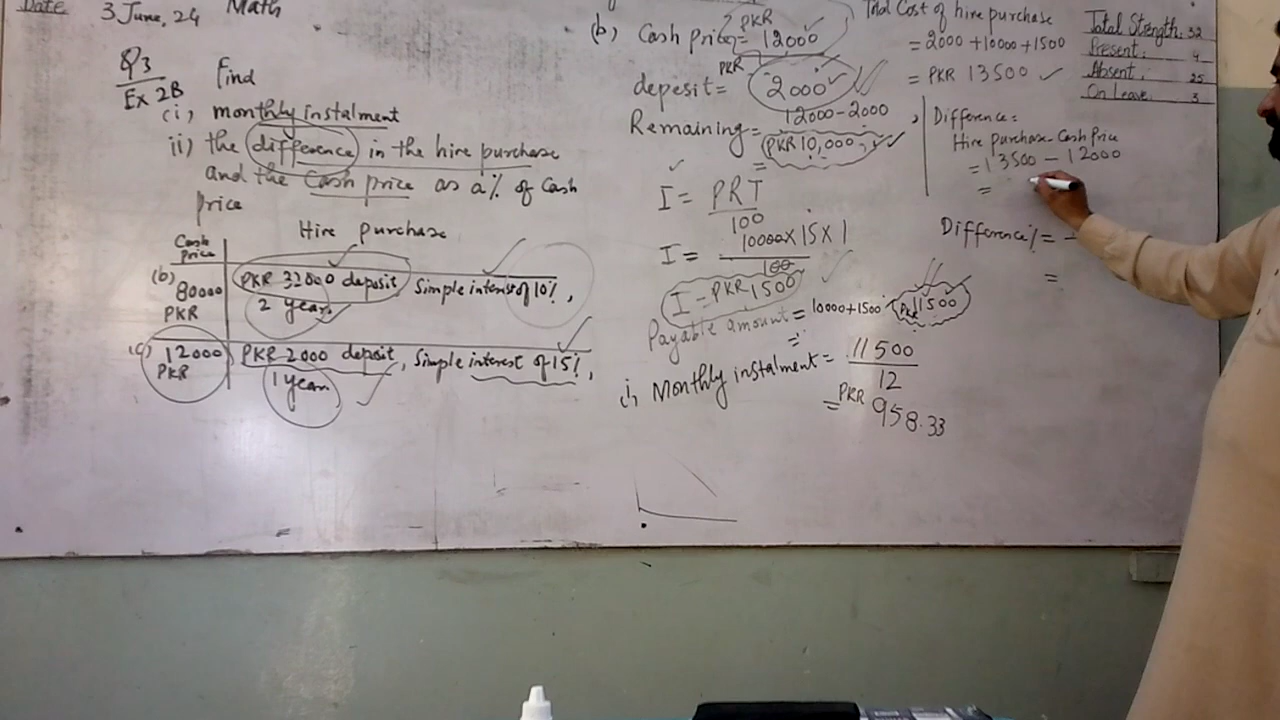 Date 3 June, 24 Math
Q3
Ex 2B Find
(i) monthly instalment
ii) the difference in the hire purchase
and the cash price as a % of cash
price
Cash price Hire purchase
(b) 80000 PKR PKR 32000 deposit, Simple interest of 10%,
2 years
(c) 12000 PKR PKR 2000 deposit, Simple interest of 15%,
1 year
(b) Cash price = PKR 12000
deposit = PKR 2000
Remaining = 12000-2000
= PKR 10,000
I = PRT
100
I = 10000 x 15 x 1
100
I = PKR 1500
Payable amount = 10000+1500 PKR 11500
=
i) Monthly instalment = 11500
12
= PKR 958.33
Total Cost of hire purchase
= 2000 + 10000 + 1500
= PKR 13500
Difference =
Hire purchase - Cash Price
= 13500 - 12000
=
Difference % = -
=
Total Strength: 32
Present: 4
Absent: 25
On Leave: 3